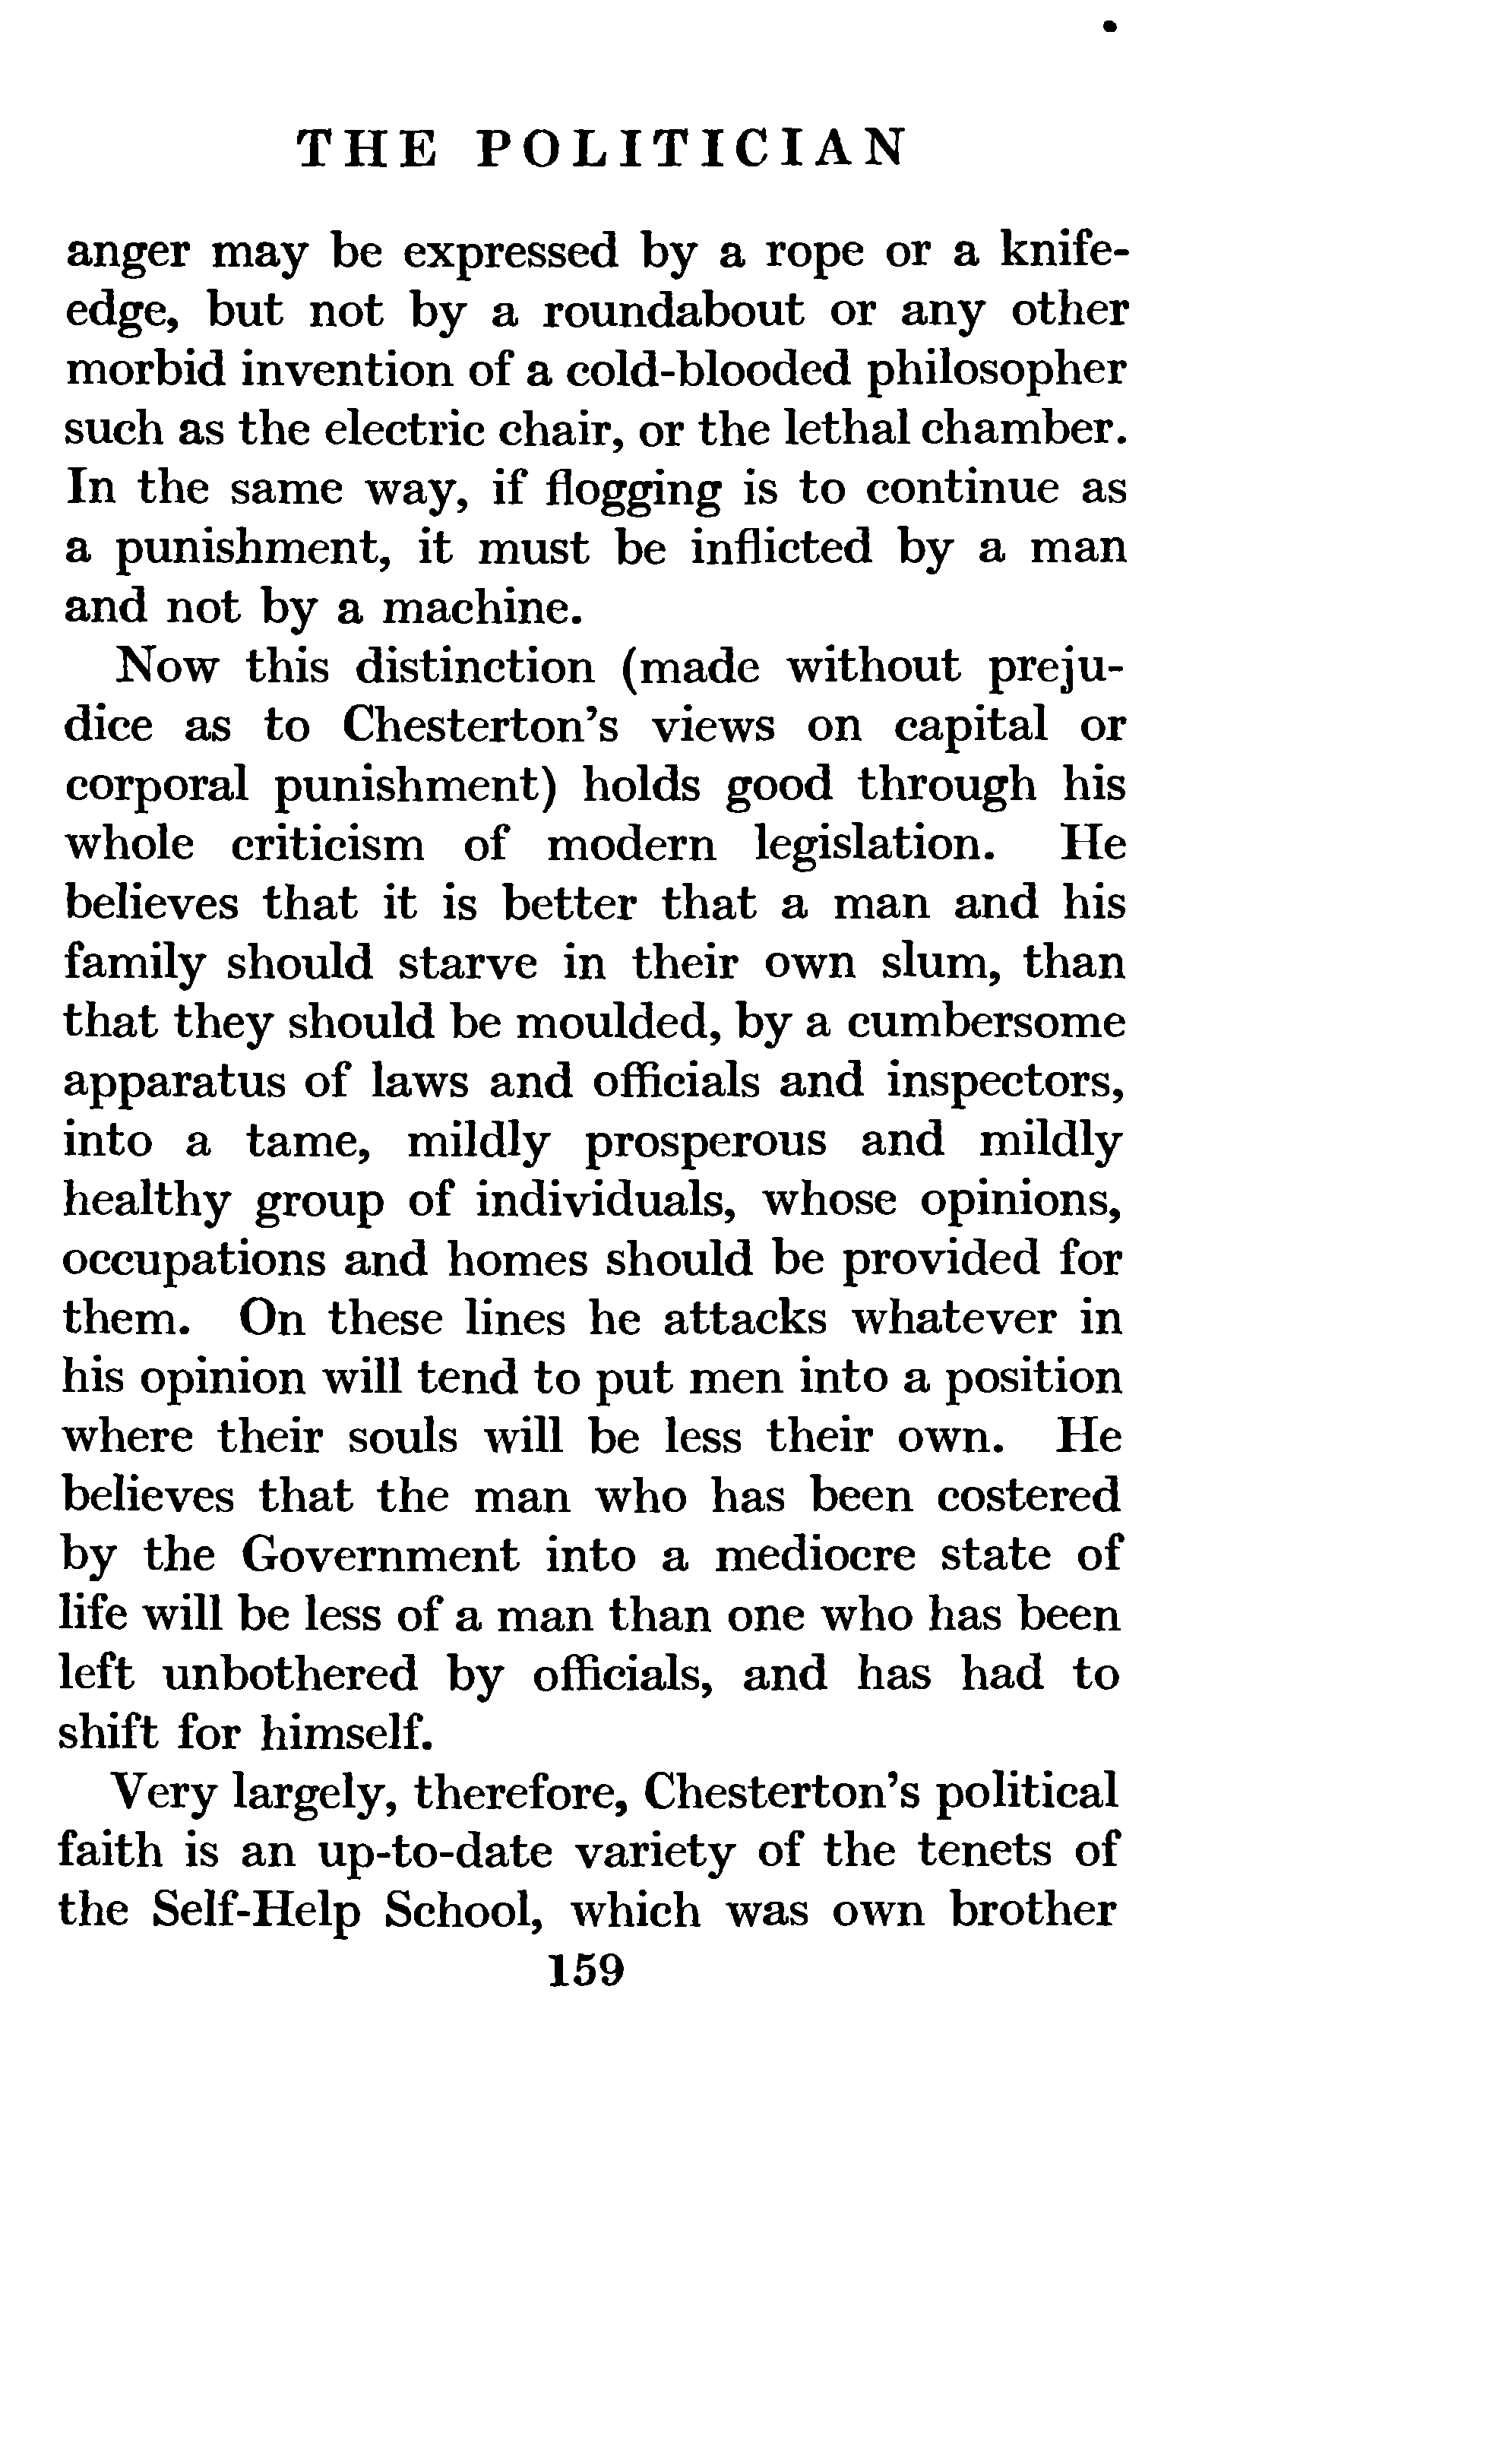 THE POLITICIAN
anger may be expressed by a rope or a knife-
edge, but not by a roundabout or any other
morbid invention of a cold-blooded philosopher
such as the electric chair, or the lethal chamber.
In the same way, if flogging is to continue as
a punishment, it must be inflicted by a man
and not by a machine.
Now this distinction (made without preju-
dice as to Chesterton's views on capital or
corporal punishment) holds good through his
whole criticism of modern legislation. He
believes that it is better that a man and his
family should starve in their own slum, than
that they should be moulded, by a cumbersome
apparatus of laws and officials and inspectors,
into a tame, mildly prosperous and mildly
healthy group of individuals, whose opinions,
occupations and homes should be provided for
them. On these lines he attacks whatever in
his opinion will tend to put men into a position
where their souls will be less their own. He
believes that the man who has been costered
by the Government into a mediocre state of
life will be less of a man than one who has been
left unbothered by officials, and has had to
shift for himself.
Very largely, therefore, Chesterton's political
faith is an up-to-date variety of the tenets of
the Self-Help School, which was own brother
159